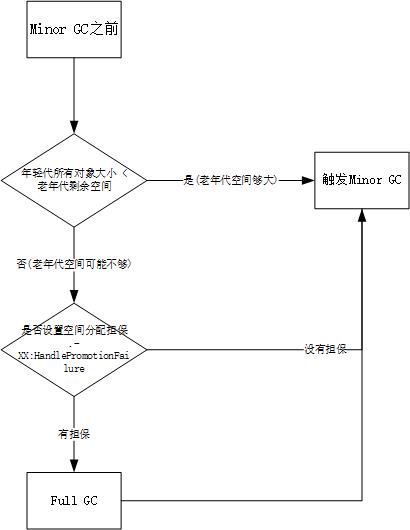 Minor GC之前
年轻代所有对象大小 <
老年代剩余空间
是(老年代空间够大)
触发Minor GC
否(老年代空间可能不够)
是否设置空间分配担保
,-
XX:HandlePromotionFai
lure
没有担保
有担保
Full GC